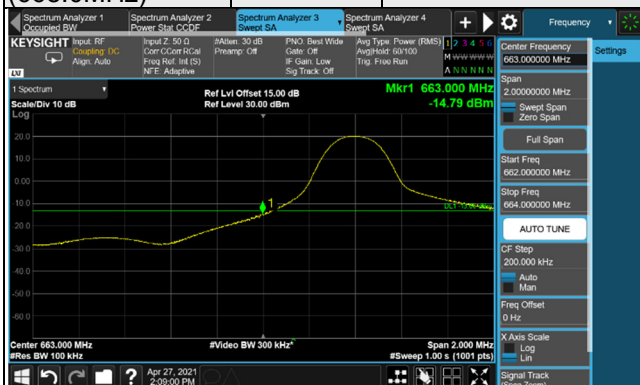 (663.0MHz)
Spectrum Analyzer 1
Occupied BW
Spectrum Analyzer 2
Power Stat CCDF
Spectrum Analyzer 3
Swept SA
Spectrum Analyzer 4
Swept SA
+
Frequency
KEYSIGHT
Input: RF
Coupling: DC
Align: Auto
Input Z: 50 Ω
Corr CCorr RCal
Freq Ref: Int (S)
NFE: Adaptive
#Atten: 30 dB
Preamp: Off
PNO: Best Wide
Gate: Off
IF Gain: Low
Sig Track: Off
Avg Type: Power (RMS)
Avg|Hold: 60/100
Trig: Free Run
1 2 3 4 5 6
M W W W W W
A N N N N N
LXI
1 Spectrum
Scale/Div 10 dB
Log
Ref Lvl Offset 15.00 dB
Ref Level 30.00 dBm
Mkr1 663.000 MHz
-14.79 dBm
20.0
10.0
0.00
-10.0
-20.0
-30.0
-40.0
-50.0
-60.0
1
Center 663.000 MHz
#Res BW 100 kHz
#Video BW 300 kHz*
Span 2.000 MHz
#Sweep 1.00 s (1001 pts)
Center Frequency
663.000000 MHz
Settings
Span
2.00000000 MHz
Swept Span
Zero Span
Full Span
Start Freq
662.000000 MHz
Stop Freq
664.000000 MHz
AUTO TUNE
CF Step
200.000 kHz
Auto
Man
Freq Offset
0 Hz
X Axis Scale
Log
Lin
Signal Track
(Span Zoom)
?
Apr 27, 2021
2:09:00 PM